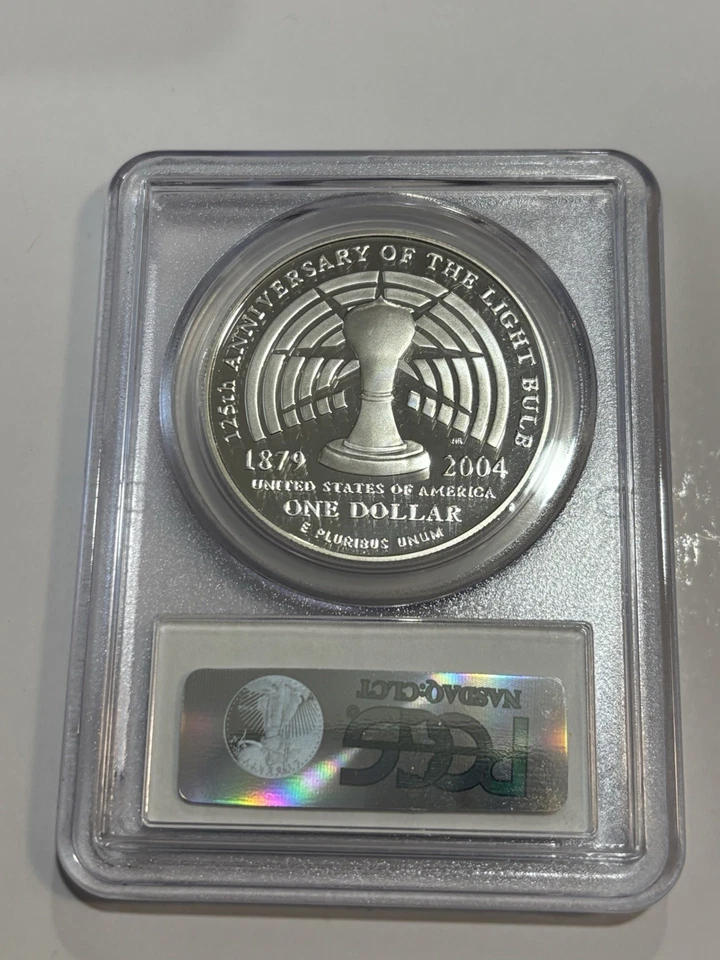 125th ANNIVERSARY OF THE LIGHT BULB
1879 2004
UNITED STATES OF AMERICA
ONE DOLLAR
E PLURIBUS UNUM
PCGS
NASDAQ:CLCT